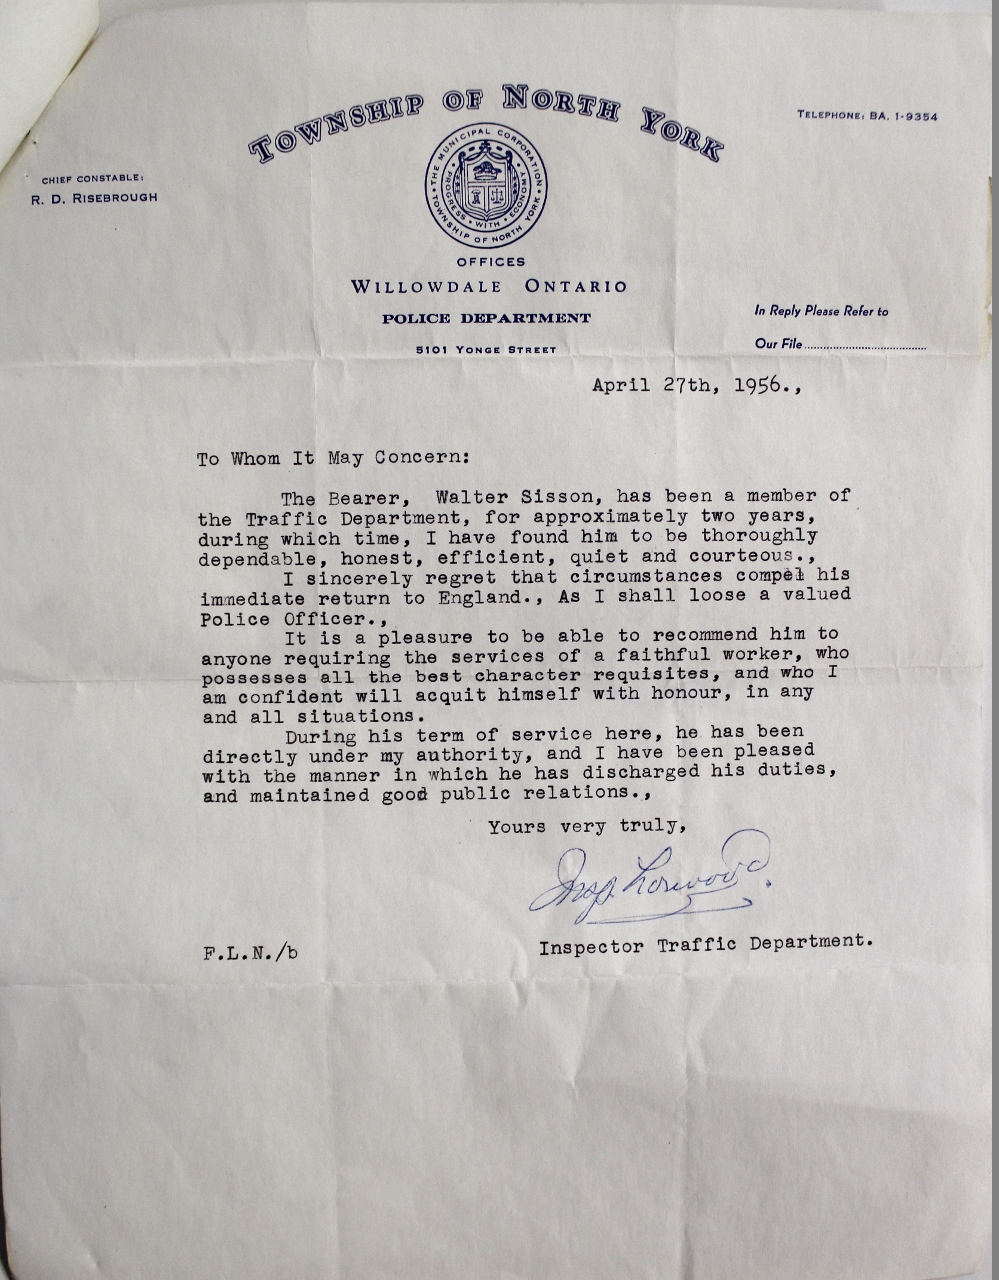 TOWNSHIP OF NORTH YORK
TELEPHONE: BA. 1-9354
CHIEF CONSTABLE:
R. D. RISEBROUGH
THE MUNICIPAL CORPORATION
TOWNSHIP OF NORTH YORK
PROGRESS WITH ECONOMY
OFFICES
WILLOWDALE ONTARIO
POLICE DEPARTMENT
5101 YONGE STREET
In Reply Please Refer to
Our File
April 27th, 1956.,
To Whom It May Concern:
The Bearer, Walter Sisson, has been a member of
the Traffic Department, for approximately two years,
during which time, I have found him to be thoroughly
dependable, honest, efficient, quiet and courteous.,
I sincerely regret that circumstances compel his
immediate return to England., As I shall loose a valued
Police Officer.,
It is a pleasure to be able to recommend him to
anyone requiring the services of a faithful worker, who
possesses all the best character requisites, and who I
am confident will acquit himself with honour, in any
and all situations.
During his term of service here, he has been
directly under my authority, and I have been pleased
with the manner in which he has discharged his duties,
and maintained good public relations.,
Yours very truly,
Insp.
F.L.N./b
Inspector Traffic Department.